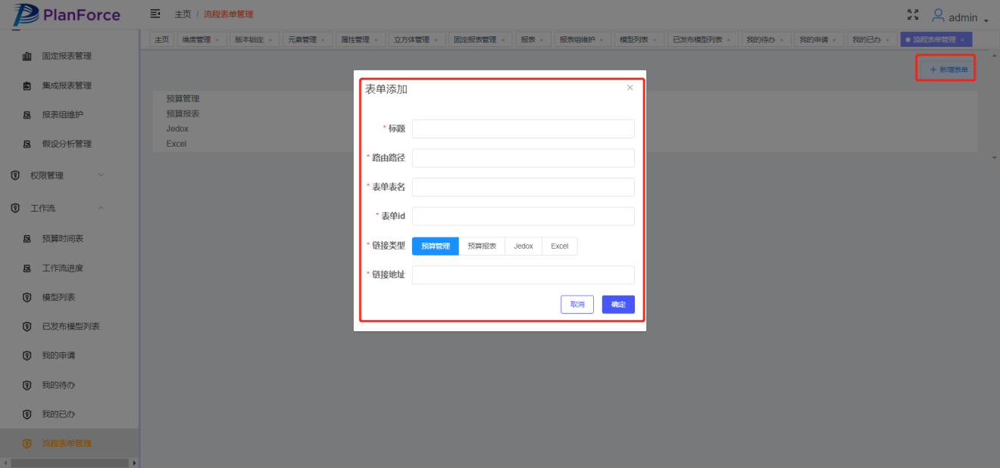 PlanForce
主页 / 流程表单管理
admin
主页 维度管理 × 版本锁定 × 元素管理 × 属性管理 × 立方体管理 × 固定报表管理 × 报表 × 报表组维护 × 模型列表 × 已发布模型列表 × 我的待办 × 我的申请 × 我的已办 × 流程表单管理 ×
固定报表管理
集成报表管理
报表组维护
假设分析管理
权限管理
工作流
预算时间表
工作流进度
模型列表
已发布模型列表
我的申请
我的待办
我的已办
流程表单管理
+ 新增表单
预算管理
预算报表
Jedox
Excel
表单添加 ×
* 标题
* 路由路径
* 表单表名
* 表单id
* 链接类型 预算管理 预算报表 Jedox Excel
* 链接地址
取消 确定